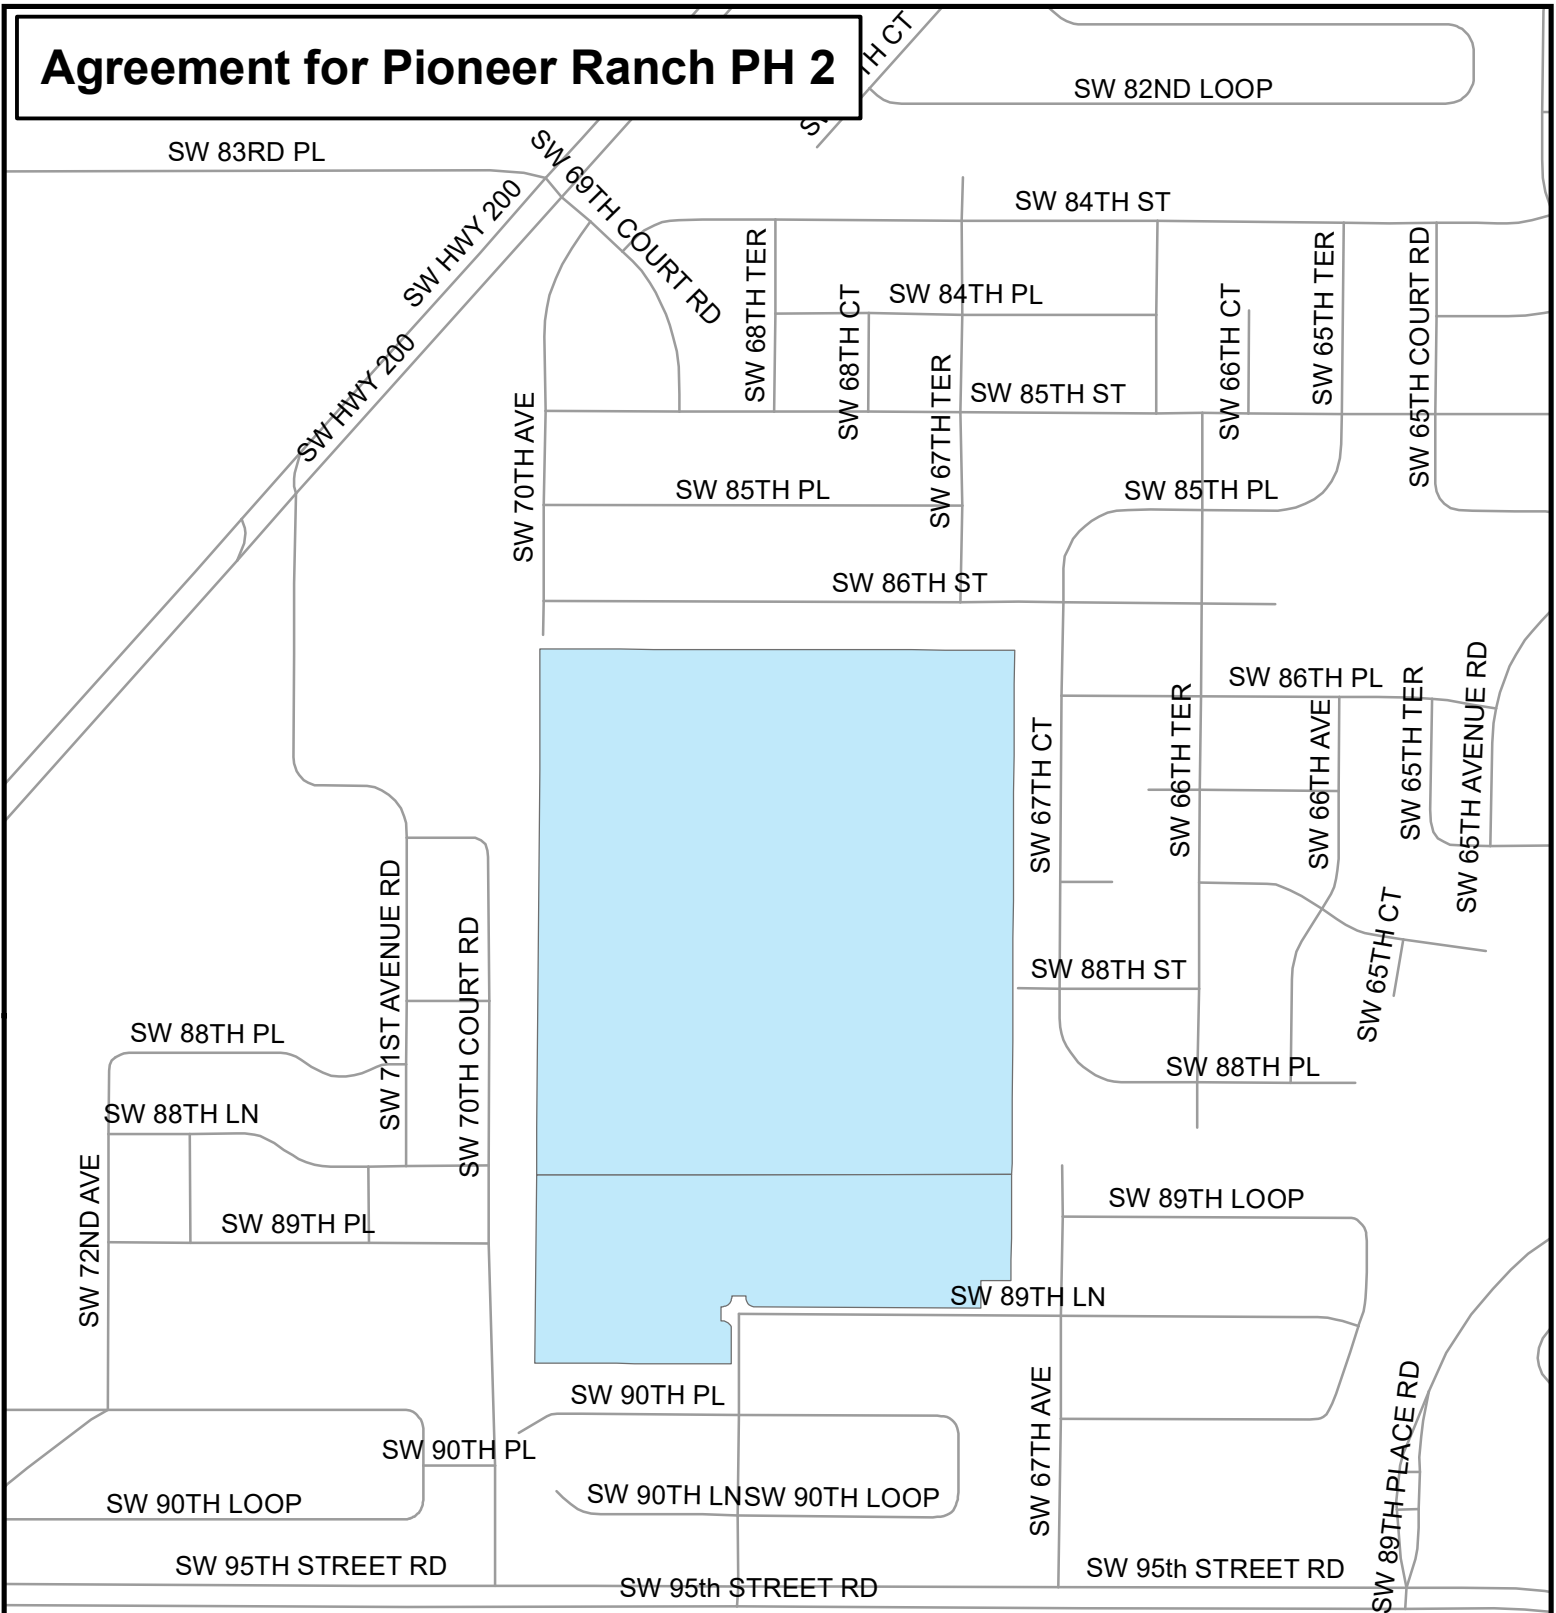 Agreement for Pioneer Ranch PH 2
TH CT
SW 82ND LOOP
SW 83RD PL
SW 69TH COURT RD
SW HWY 200
SW 84TH ST
SW 68TH TER
SW 84TH PL
SW 68TH CT
SW 66TH CT
SW 65TH TER
SW 65TH COURT RD
SW HWY 200
SW 70TH AVE
SW 67TH TER
SW 85TH ST
SW 85TH PL
SW 85TH PL
SW 86TH ST
SW 86TH PL
SW 67TH CT
SW 66TH TER
SW 66TH AVE
SW 65TH TER
SW 65TH AVENUE RD
SW 71ST AVENUE RD
SW 70TH COURT RD
SW 65TH CT
SW 88TH ST
SW 88TH PL
SW 88TH PL
SW 88TH LN
SW 72ND AVE
SW 89TH PL
SW 89TH LOOP
SW 89TH LN
SW 67TH AVE
SW 89TH PLACE RD
SW 90TH PL
SW 90TH PL
SW 90TH LOOP
SW 90TH LN
SW 90TH LOOP
SW 95TH STREET RD
SW 95th STREET RD
SW 95th STREET RD